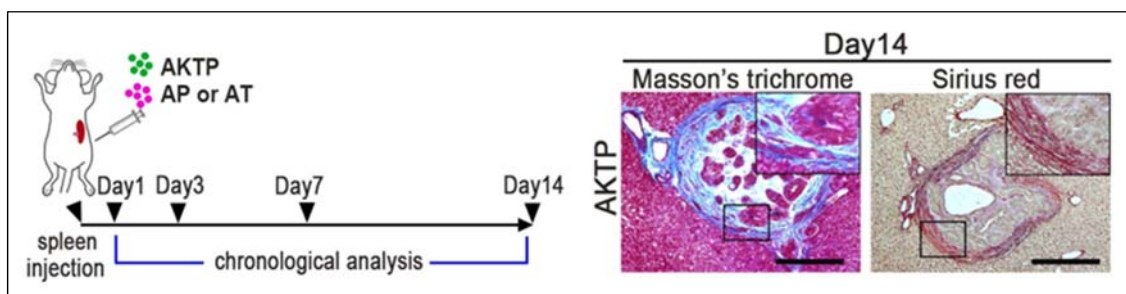 AKTP
AP or AT
Day1
Day3
Day7
Day14
spleen
injection
chronological analysis
Day14
Masson's trichrome
Sirius red
AKTP